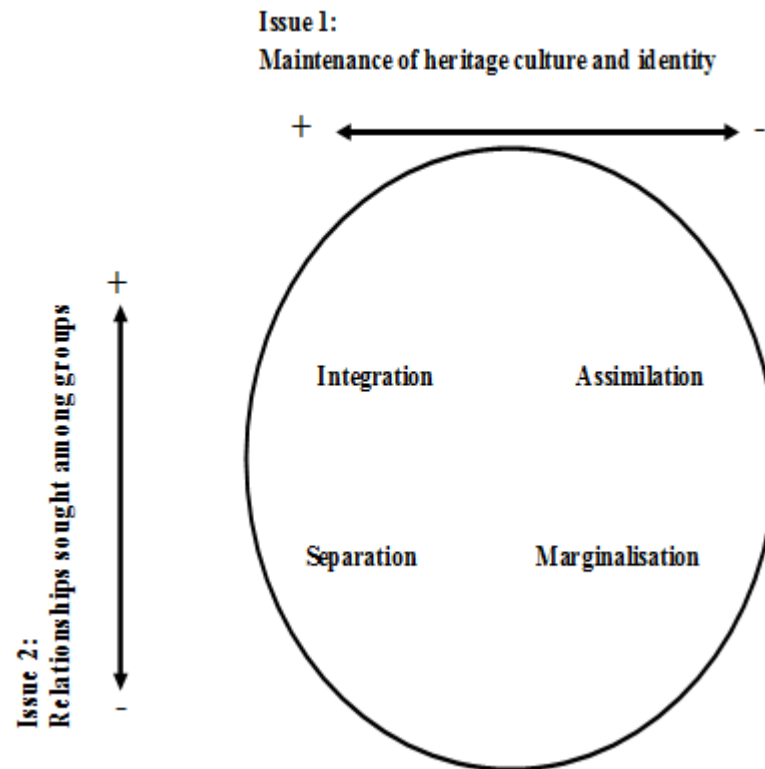 Issue 1:
Maintenance of heritage culture and identity
+ -
+
Issue 2:
Relationships sought among groups
Integration Assimilation
Separation Marginalisation
-